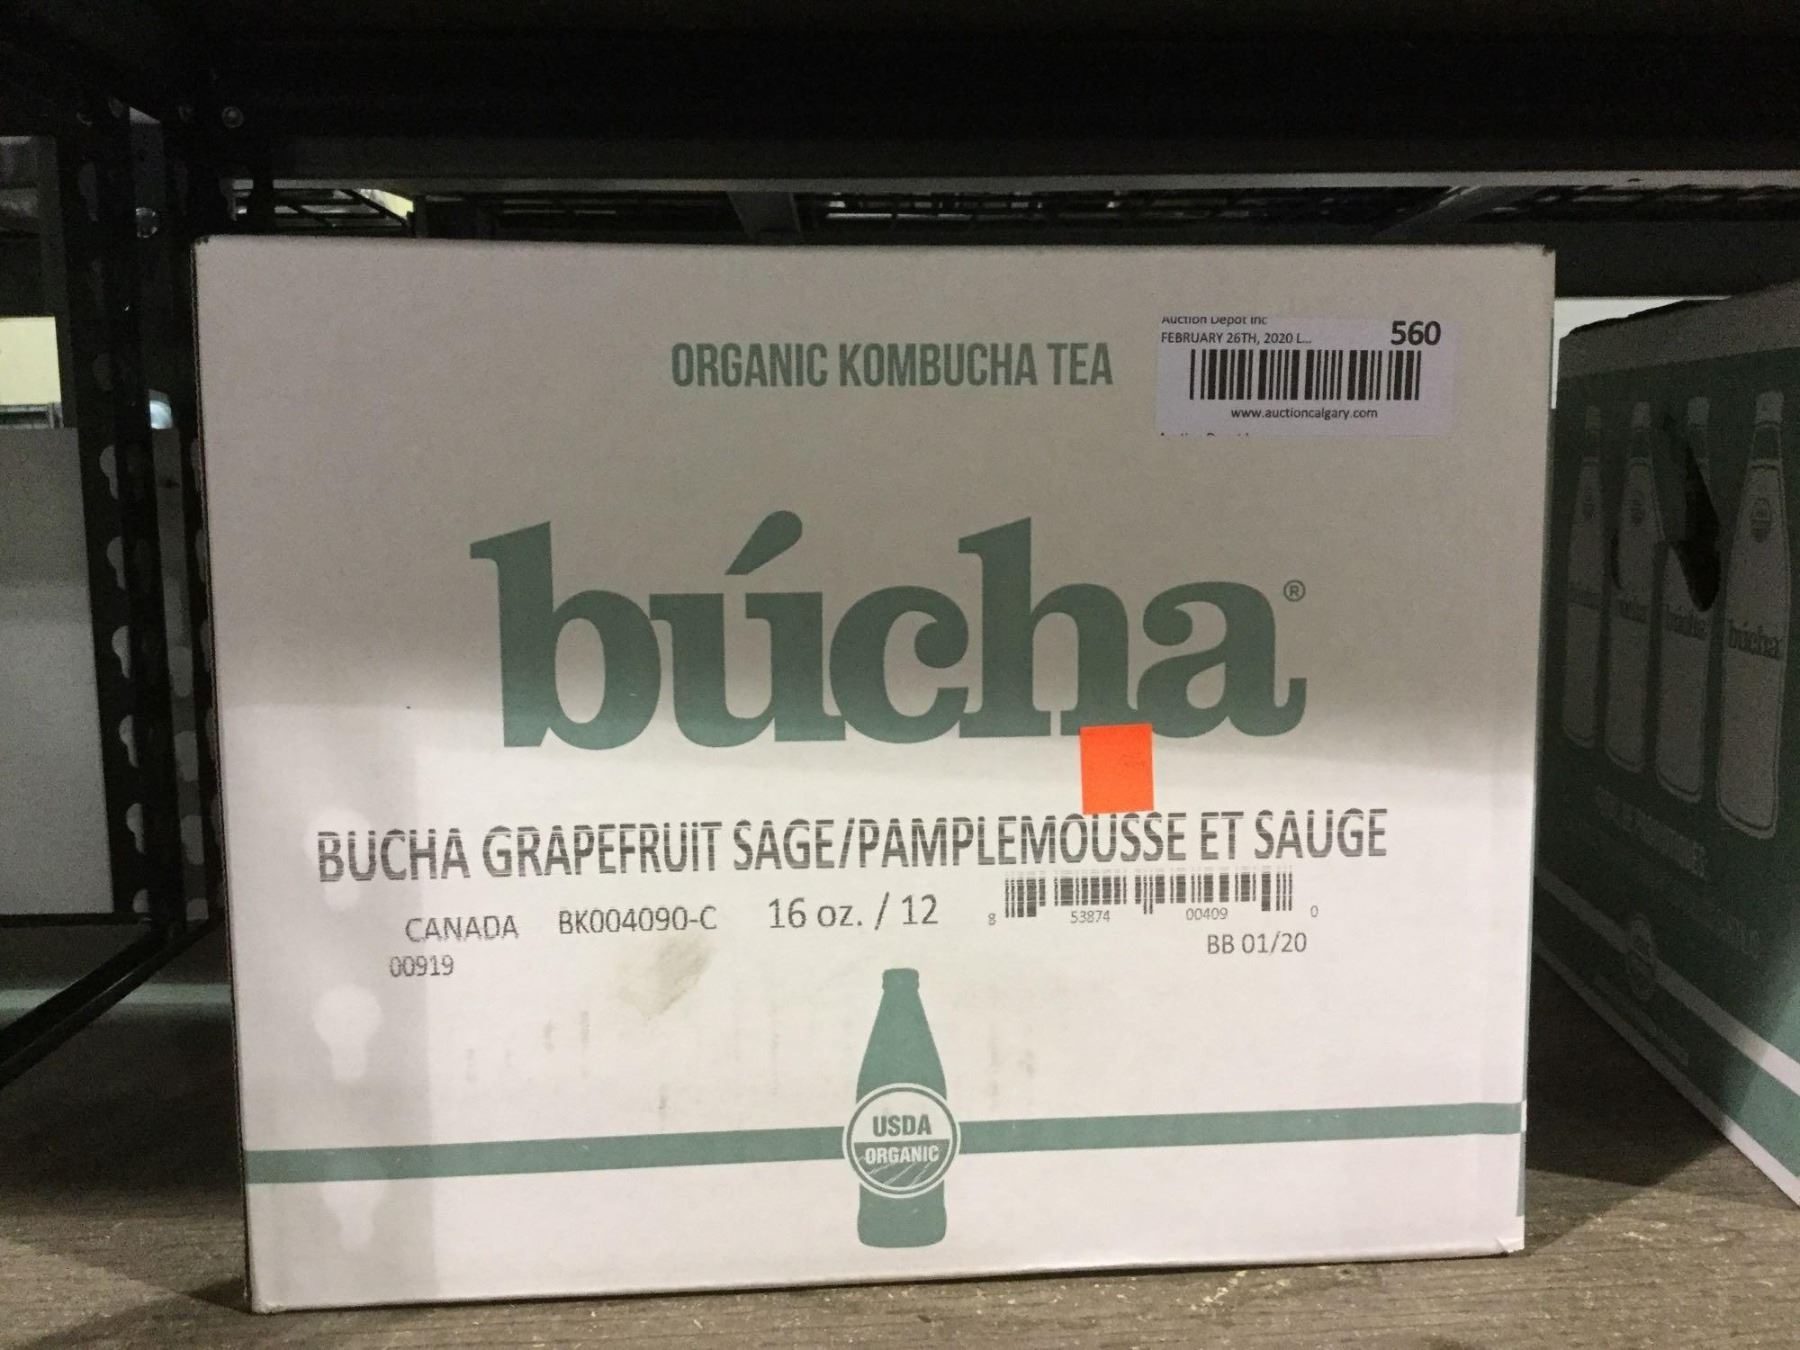 Auction Depot Inc
FEBRUARY 26TH, 2020 L...
560
www.auctioncalgary.com
ORGANIC KOMBUCHA TEA
búcha®
BUCHA GRAPEFRUIT SAGE/PAMPLEMOUSSE ET SAUGE
CANADA BK004090-C 16 oz. / 12
8 53874 00409 0
00919
BB 01/20
USDA
ORGANIC
búcha